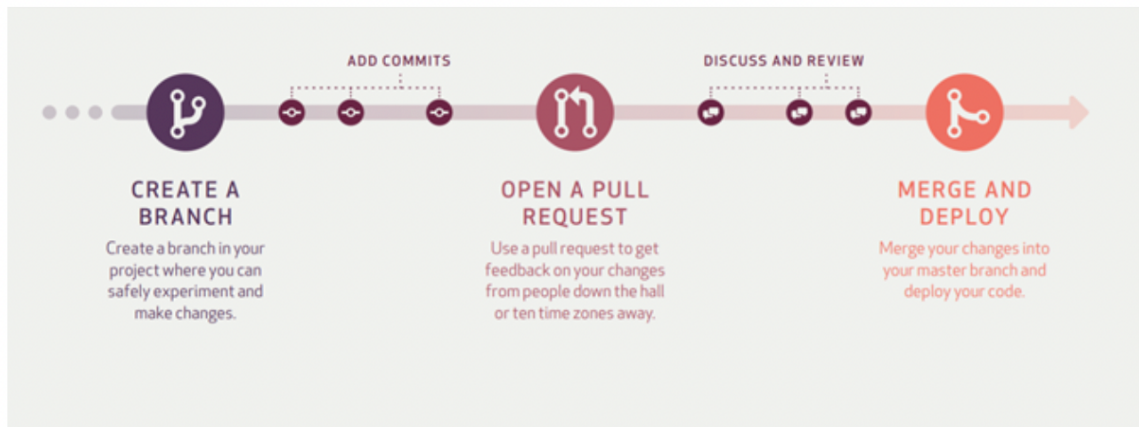 ADD COMMITS
DISCUSS AND REVIEW
CREATE A
BRANCH
Create a branch in your
project where you can
safely experiment and
make changes.
OPEN A PULL
REQUEST
Use a pull request to get
feedback on your changes
from people down the hall
or ten time zones away.
MERGE AND
DEPLOY
Merge your changes into
your master branch and
deploy your code.